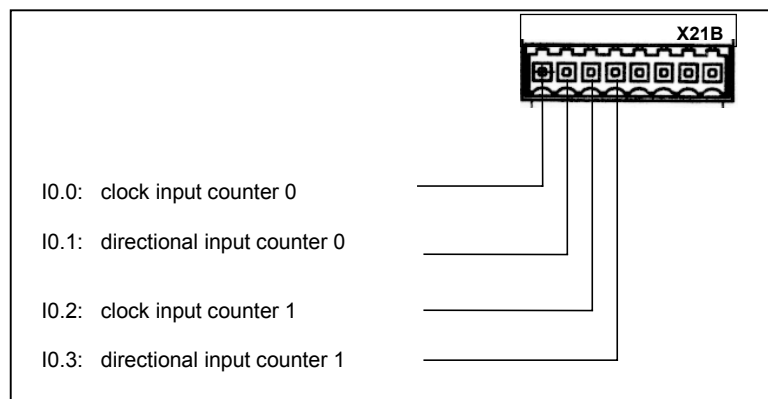 X21B
I0.0: clock input counter 0
I0.1: directional input counter 0
I0.2: clock input counter 1
I0.3: directional input counter 1